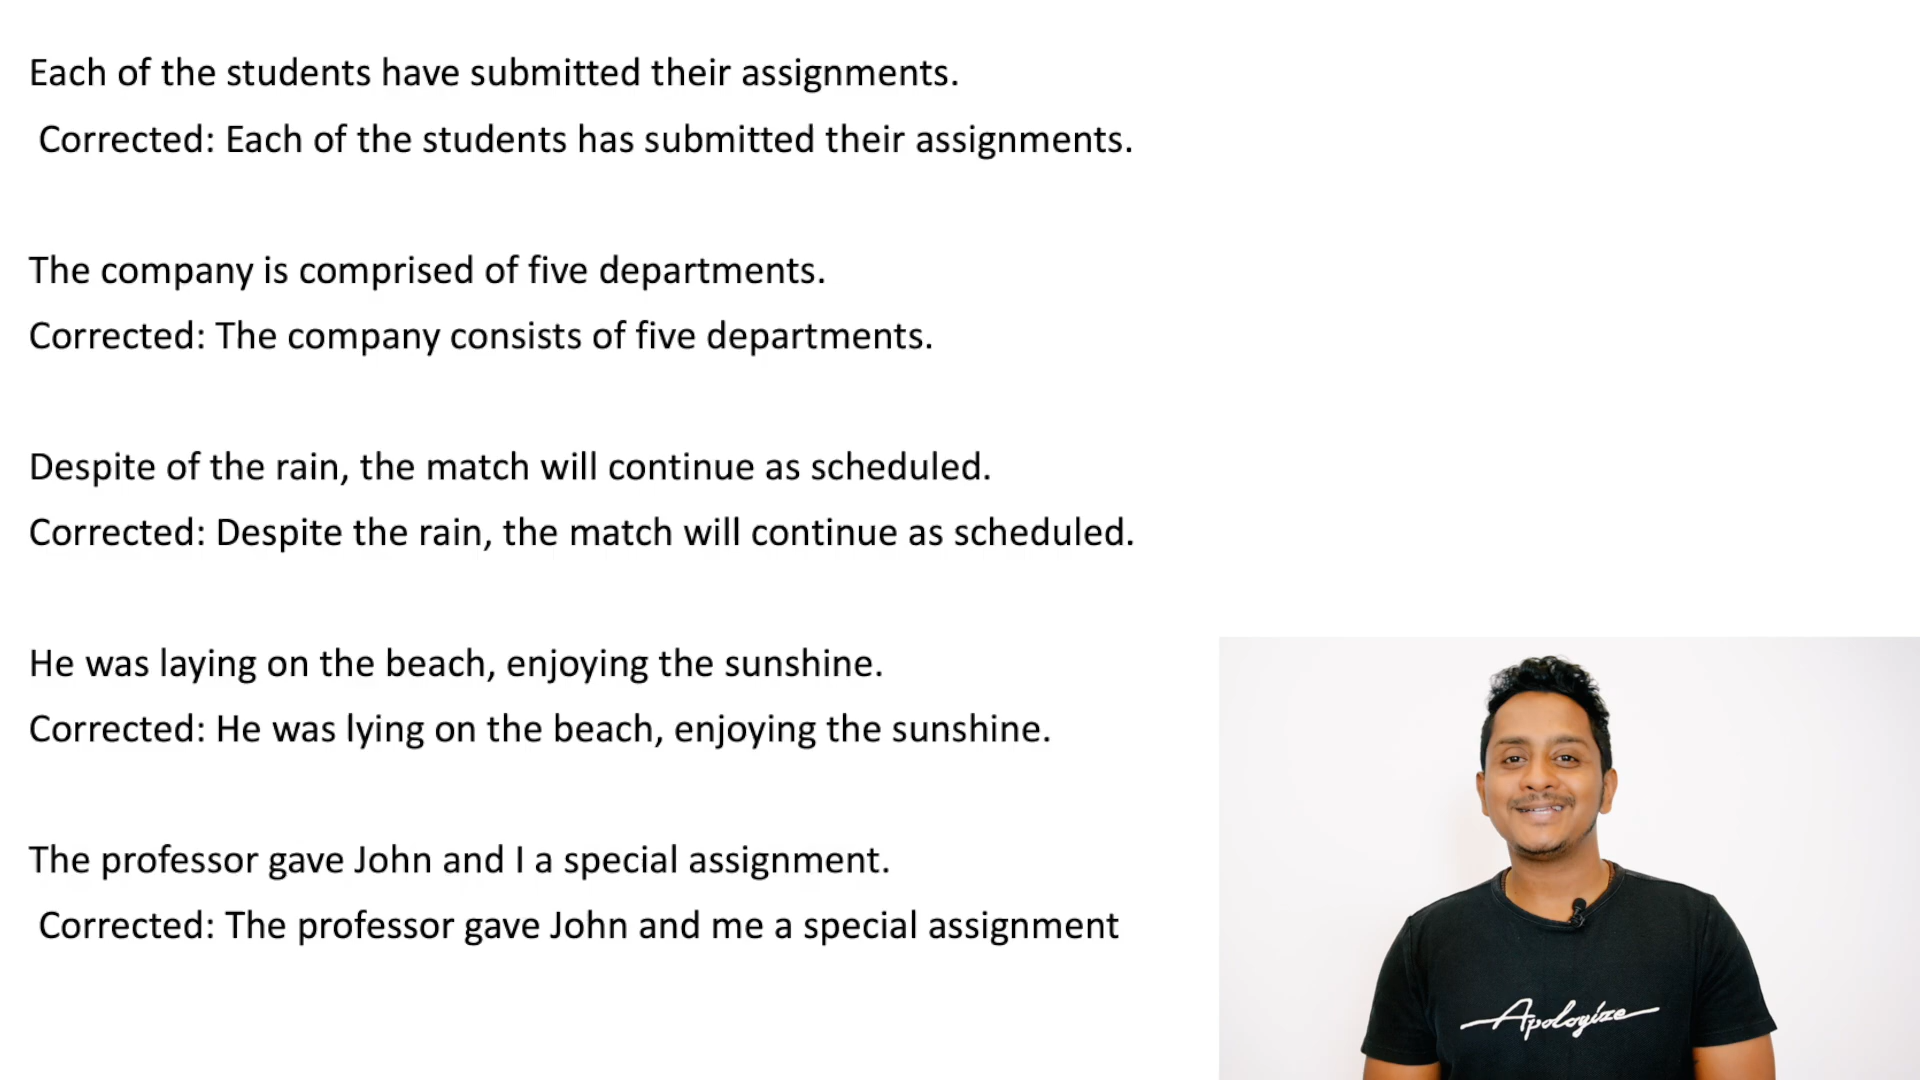 Each of the students have submitted their assignments.
Corrected: Each of the students has submitted their assignments.
The company is comprised of five departments.
Corrected: The company consists of five departments.
Despite of the rain, the match will continue as scheduled.
Corrected: Despite the rain, the match will continue as scheduled.
He was laying on the beach, enjoying the sunshine.
Corrected: He was lying on the beach, enjoying the sunshine.
The professor gave John and I a special assignment.
Corrected: The professor gave John and me a special assignment
Apologize